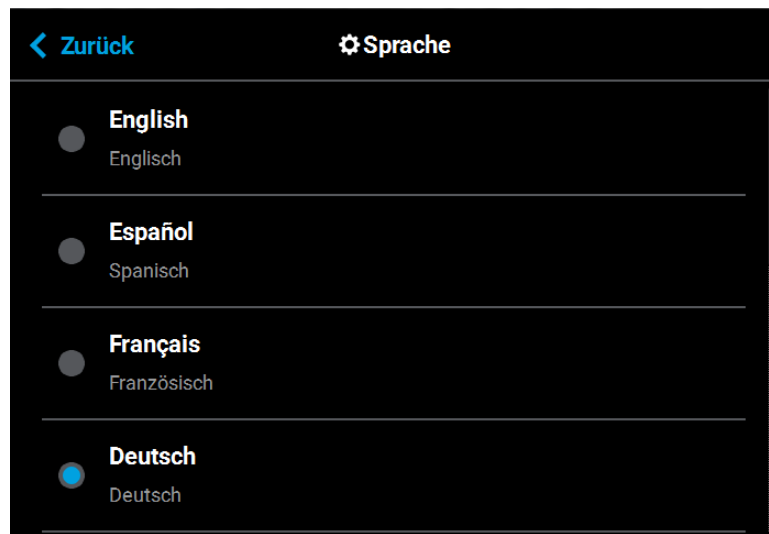 Zurück
Sprache
English
Englisch
Español
Spanisch
Français
Französisch
Deutsch
Deutsch